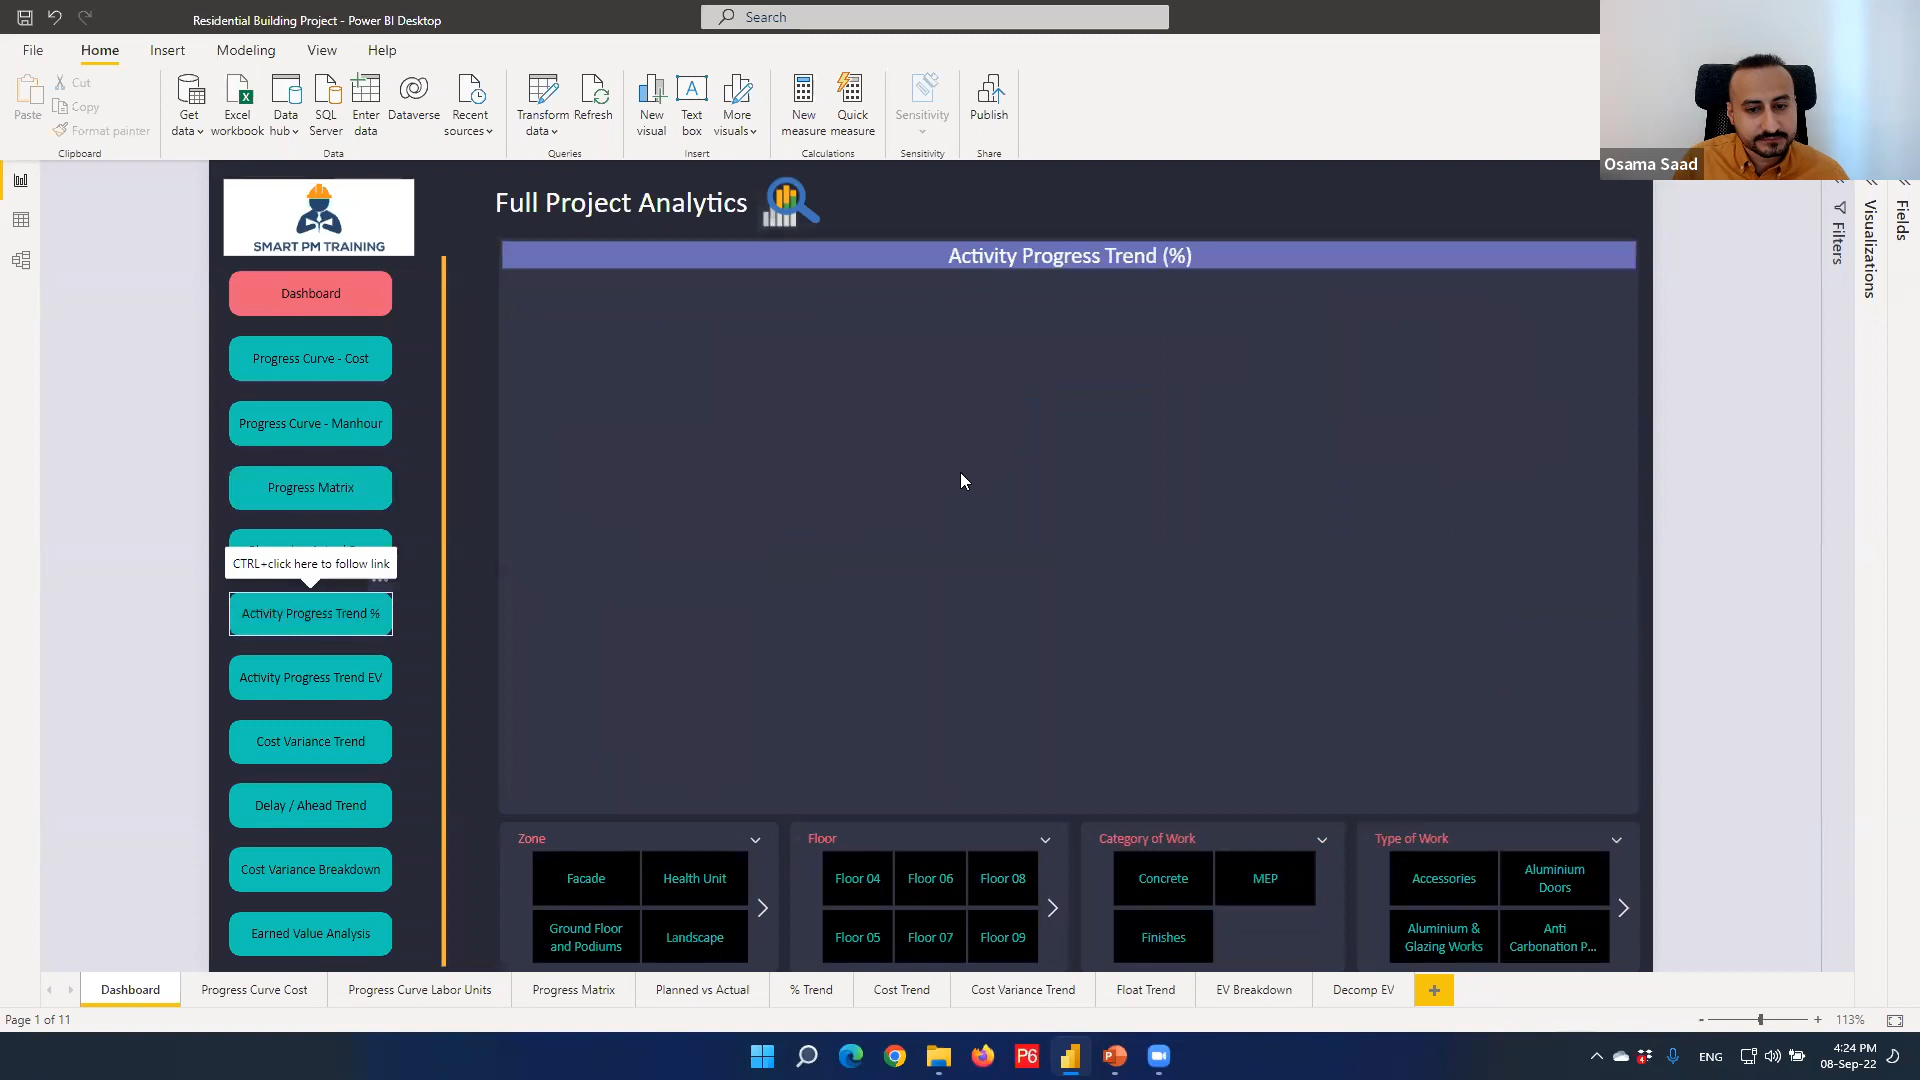 Residential Building Project - Power BI Desktop
Search
File
Home
Insert
Modeling
View
Help
Paste
Cut
Copy
Format painter
Clipboard
Get data
Excel workbook
Data hub
SQL Server
Enter data
Dataverse
Recent sources
Data
Transform data
Refresh
Queries
New visual
Text box
More visuals
Insert
New measure
Quick measure
Calculations
Sensitivity
Sensitivity
Publish
Share
Osama Saad
Filters
Visualizations
Fields
SMART PM TRAINING
Full Project Analytics
Activity Progress Trend (%)
Dashboard
Progress Curve - Cost
Progress Curve - Manhour
Progress Matrix
CTRL+click here to follow link
Activity Progress Trend %
Activity Progress Trend EV
Cost Variance Trend
Delay / Ahead Trend
Cost Variance Breakdown
Earned Value Analysis
Zone
Facade
Health Unit
Ground Floor and Podiums
Landscape
Floor
Floor 04
Floor 06
Floor 08
Floor 05
Floor 07
Floor 09
Category of Work
Concrete
MEP
Finishes
Type of Work
Accessories
Aluminium Doors
Aluminium & Glazing Works
Anti Carbonation P...
Dashboard
Progress Curve Cost
Progress Curve Labor Units
Progress Matrix
Planned vs Actual
% Trend
Cost Trend
Cost Variance Trend
Float Trend
EV Breakdown
Decomp EV
Page 1 of 11
113%
P6
ENG
4:24 PM
08-Sep-22